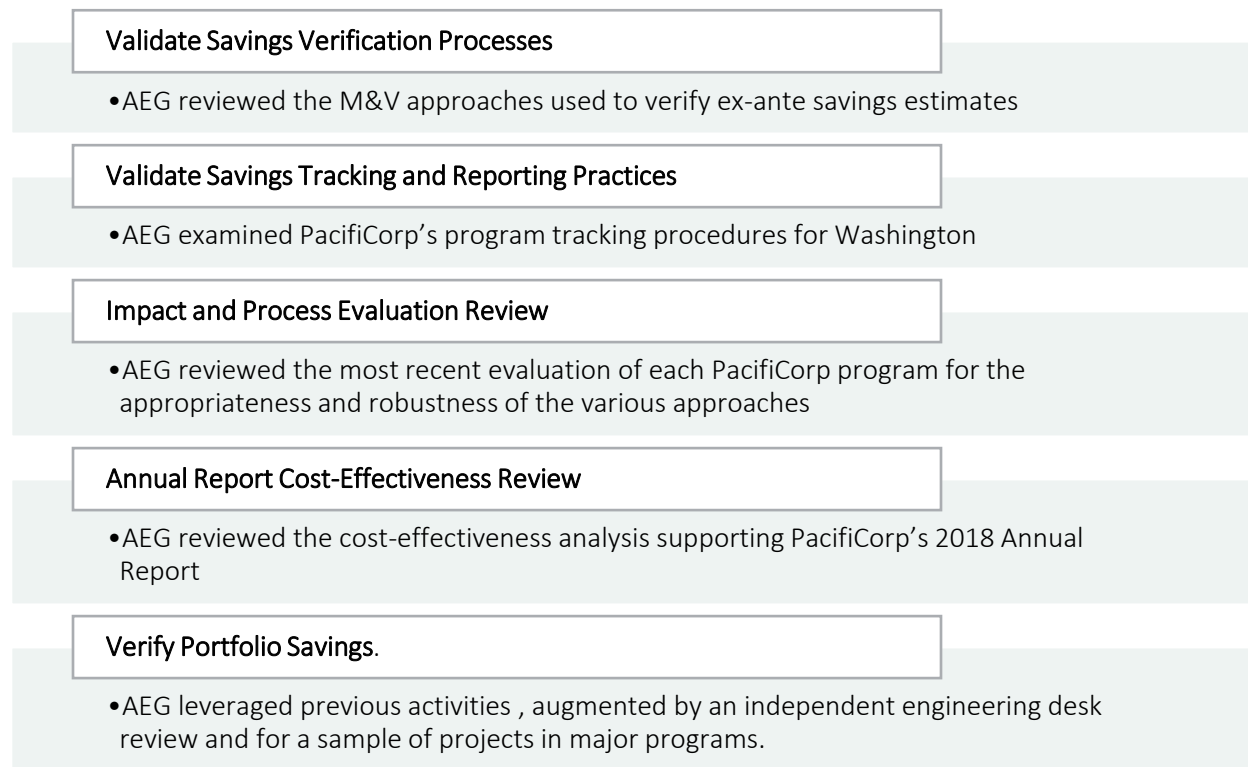 Validate Savings Verification Processes
•AEG reviewed the M&V approaches used to verify ex-ante savings estimates
Validate Savings Tracking and Reporting Practices
•AEG examined PacifiCorp’s program tracking procedures for Washington
Impact and Process Evaluation Review
•AEG reviewed the most recent evaluation of each PacifiCorp program for the
appropriateness and robustness of the various approaches
Annual Report Cost-Effectiveness Review
•AEG reviewed the cost-effectiveness analysis supporting PacifiCorp’s 2018 Annual
Report
Verify Portfolio Savings.
•AEG leveraged previous activities , augmented by an independent engineering desk
review and for a sample of projects in major programs.